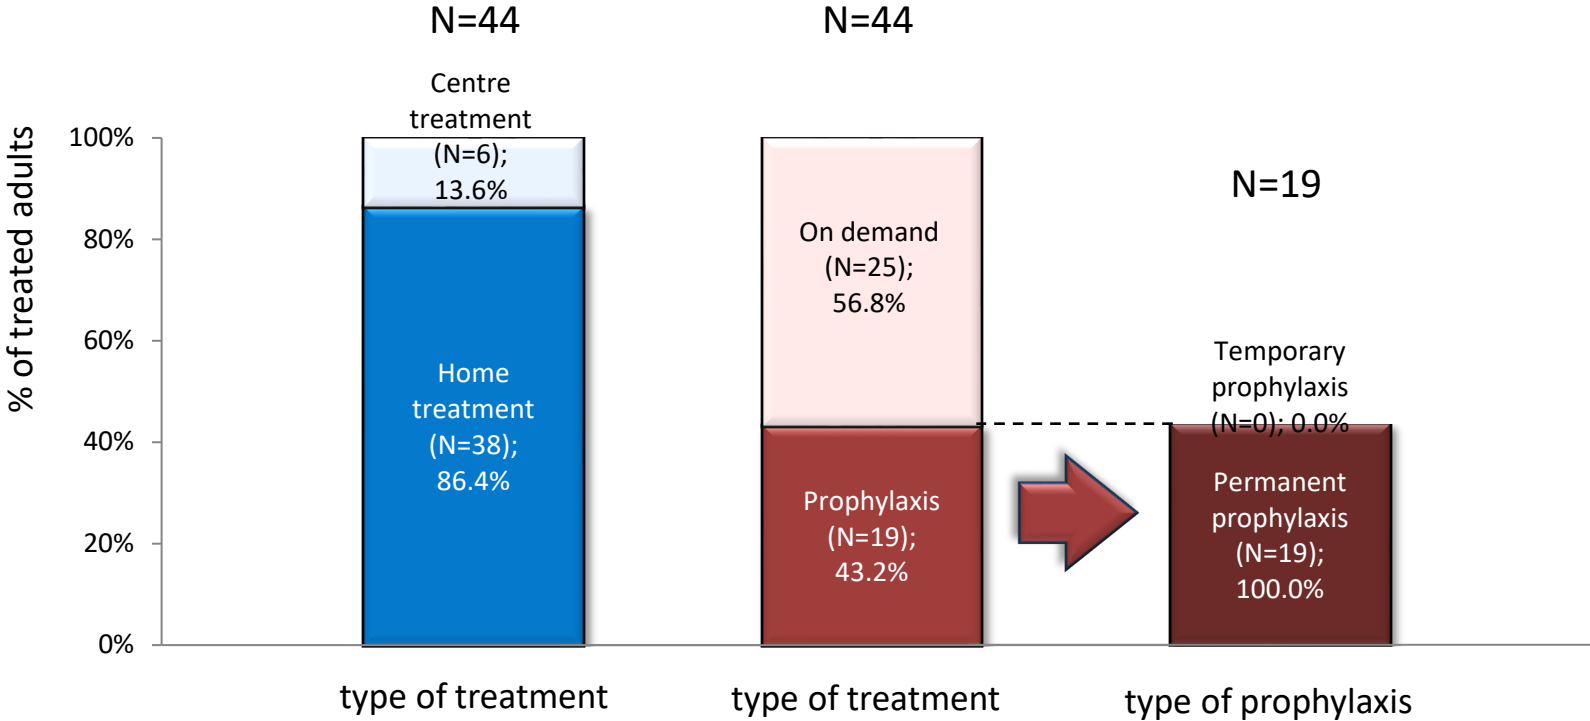 N=44
N=44
N=19
% of treated adults
100%
80%
60%
40%
20%
0%
Centre
treatment
(N=6);
13.6%
Home
treatment
(N=38);
86.4%
On demand
(N=25);
56.8%
Prophylaxis
(N=19);
43.2%
Temporary
prophylaxis
(N=0); 0.0%
Permanent
prophylaxis
(N=19);
100.0%
type of treatment
type of treatment
type of prophylaxis